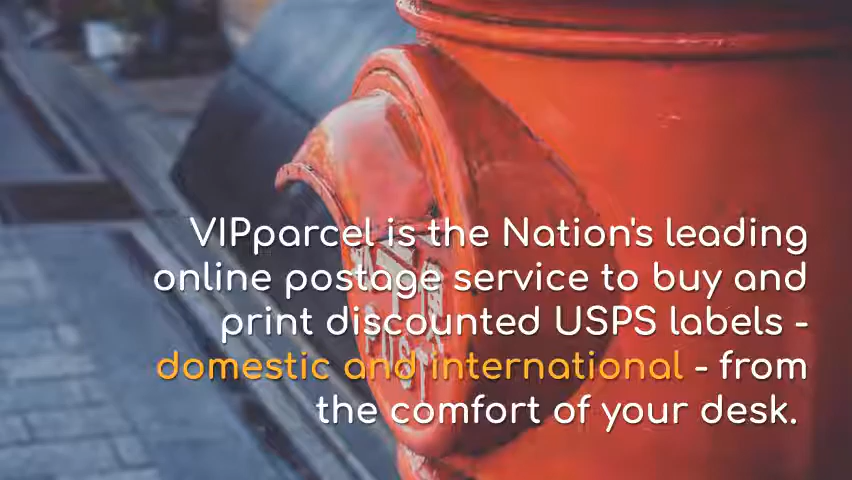 VIPparcel is the Nation's leading
online postage service to buy and
print discounted USPS labels -
domestic and international - from
the comfort of your desk.